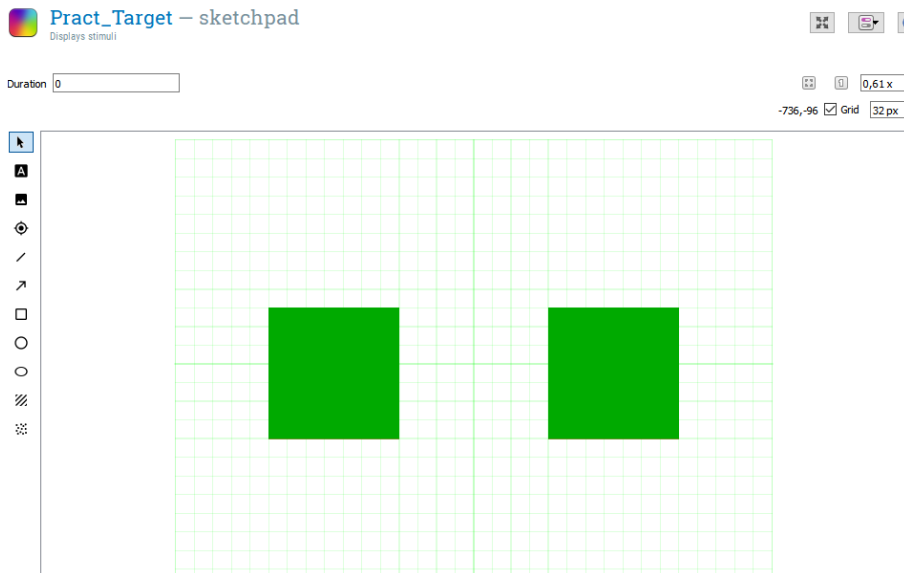 Pract_Target – sketchpad
Displays stimuli
Duration 0
0,61 x
-736,-96 Grid 32 px
A